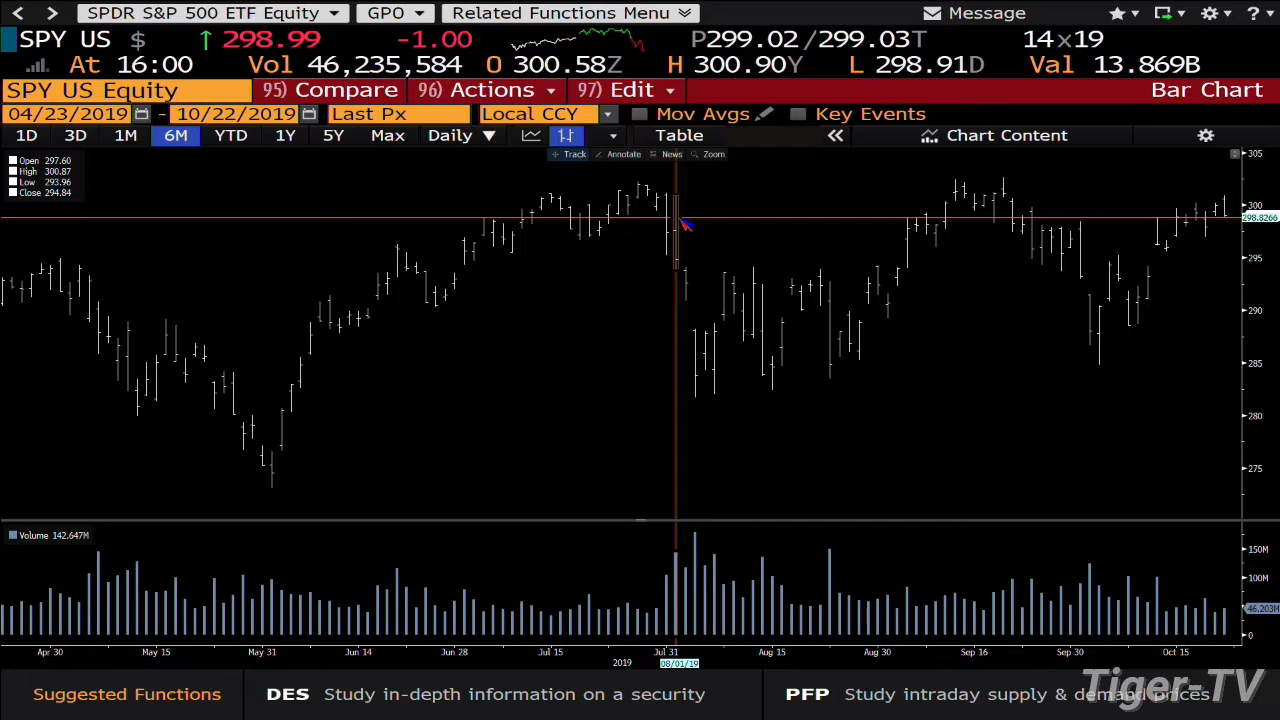 SPDR S&P 500 ETF Equity GPO Related Functions Menu Message ?
SPY US $ ↑ 298.99 -1.00 P299.02/299.03T 14x19
At 16:00 Vol 46,235,584 O 300.58Z H 300.90Y L 298.91D Val 13.869B
SPY US Equity 95) Compare 96) Actions 97) Edit Bar Chart
04/23/2019 - 10/22/2019 Last Px Local CCY Mov Avgs Key Events
1D 3D 1M 6M YTD 1Y 5Y Max Daily ▼ Table « Chart Content
Track Annotate News Zoom
Open 297.60
High 300.87
Low 293.96
Close 294.84
305
300
298.8266
295
290
285
280
275
Volume 142.647M
150M
100M
46.203M
0
Apr 30 May 15 May 31 Jun 14 Jun 28 Jul 15 Jul 31 Aug 15 Aug 30 Sep 16 Sep 30 Oct 15
2019 08/01/19
Suggested Functions DES Study in-depth information on a security PFP Study intraday supply & demand prices
Tiger-TV